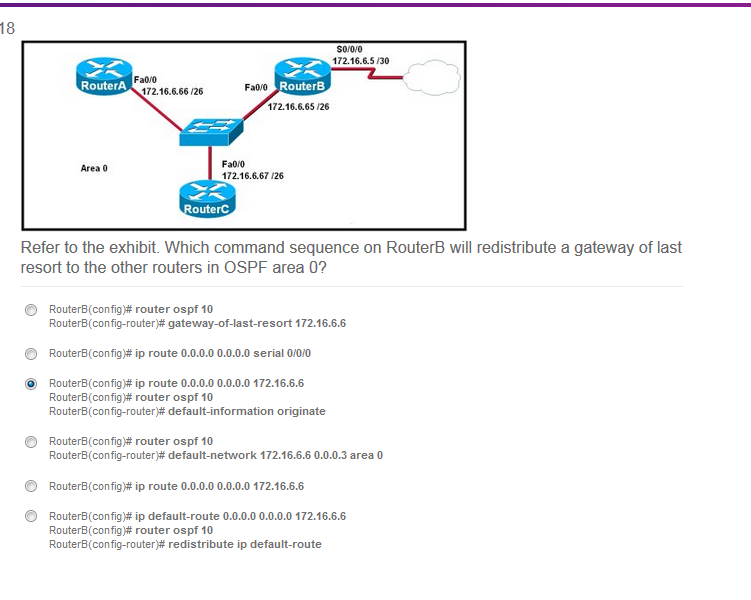 18
S0/0/0
172.16.6.5 /30
RouterA
Fa0/0
172.16.6.66 /26
Fa0/0
RouterB
172.16.6.65 /26
Area 0
Fa0/0
172.16.6.67 /26
RouterC
Refer to the exhibit. Which command sequence on RouterB will redistribute a gateway of last
resort to the other routers in OSPF area 0?
RouterB(config)# router ospf 10
RouterB(config-router)# gateway-of-last-resort 172.16.6.6
RouterB(config)# ip route 0.0.0.0 0.0.0.0 serial 0/0/0
RouterB(config)# ip route 0.0.0.0 0.0.0.0 172.16.6.6
RouterB(config)# router ospf 10
RouterB(config-router)# default-information originate
RouterB(config)# router ospf 10
RouterB(config-router)# default-network 172.16.6.6 0.0.0.3 area 0
RouterB(config)# ip route 0.0.0.0 0.0.0.0 172.16.6.6
RouterB(config)# ip default-route 0.0.0.0 0.0.0.0 172.16.6.6
RouterB(config)# router ospf 10
RouterB(config-router)# redistribute ip default-route